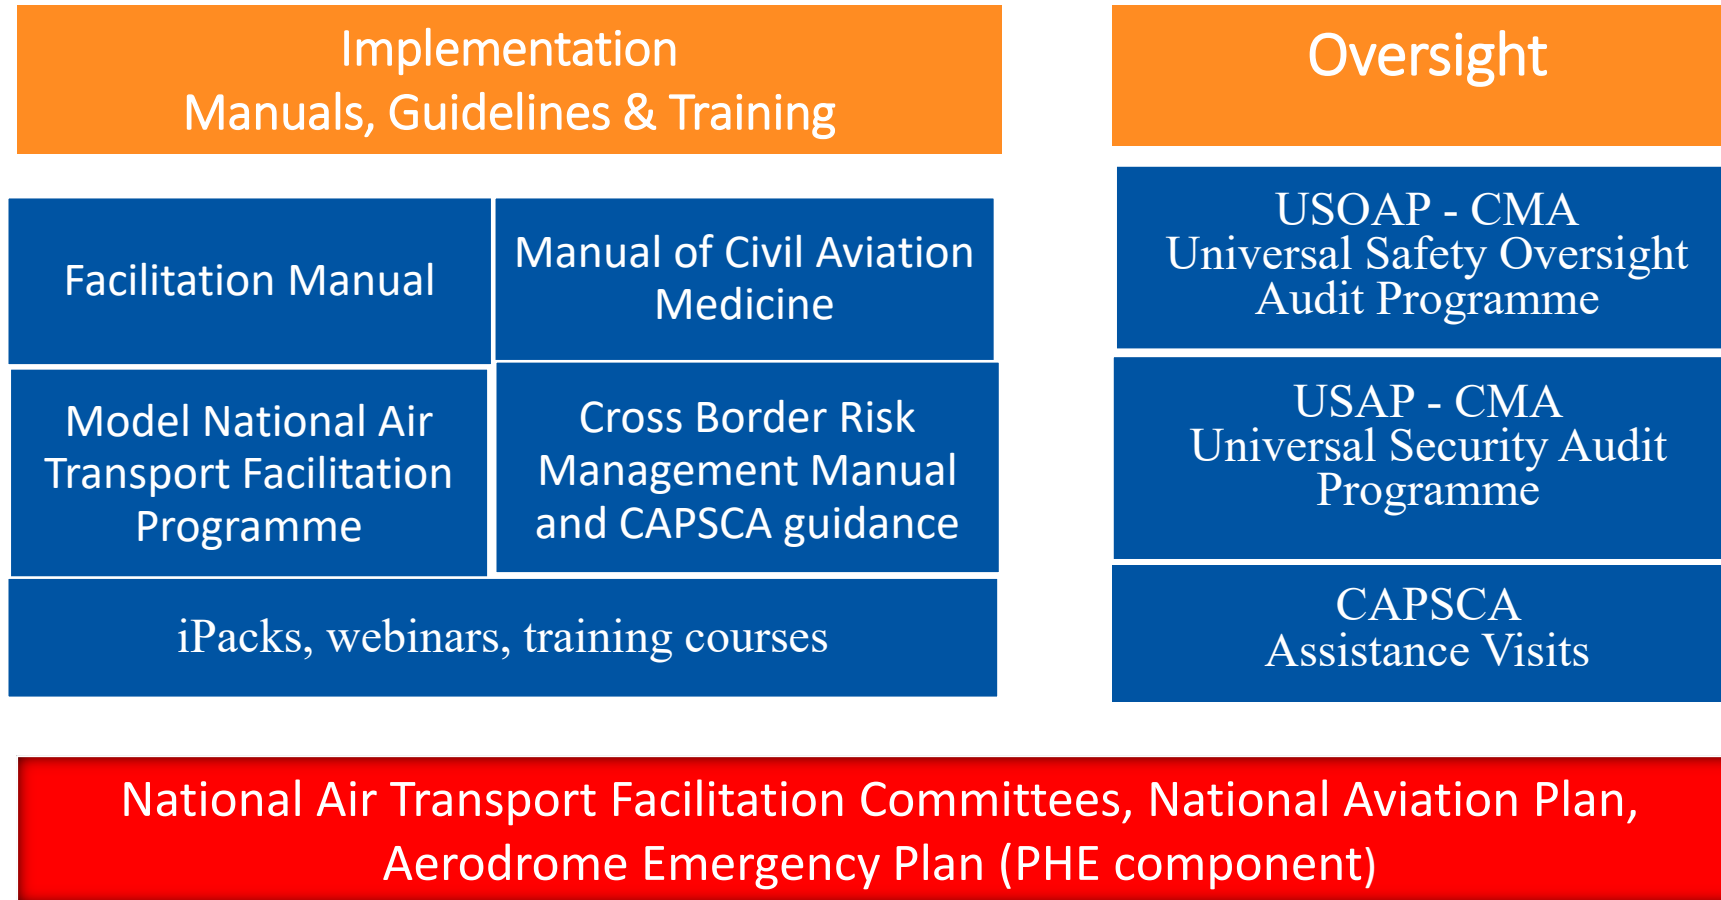 Implementation
Manuals, Guidelines & Training
Oversight
Facilitation Manual
Manual of Civil Aviation
Medicine
Model National Air
Transport Facilitation
Programme
Cross Border Risk
Management Manual
and CAPSCA guidance
iPacks, webinars, training courses
USOAP - CMA
Universal Safety Oversight
Audit Programme
USAP - CMA
Universal Security Audit
Programme
CAPSCA
Assistance Visits
National Air Transport Facilitation Committees, National Aviation Plan,
Aerodrome Emergency Plan (PHE component)